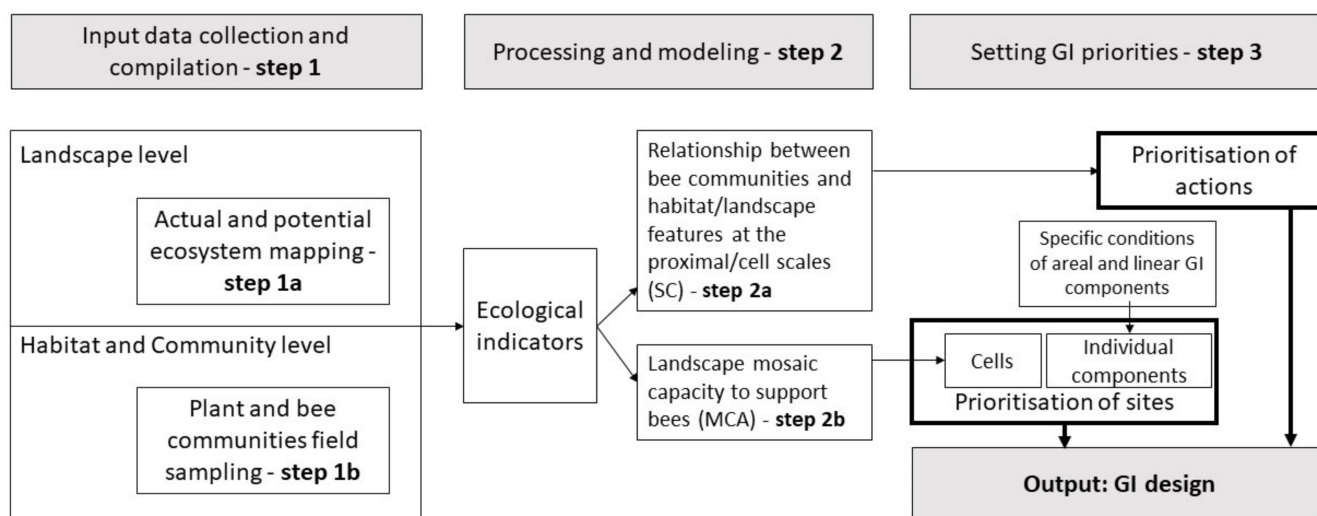 Input data collection and
compilation - step 1
Processing and modeling - step 2
Setting GI priorities - step 3
Landscape level
Actual and potential
ecosystem mapping -
step 1a
Habitat and Community level
Plant and bee
communities field
sampling - step 1b
Ecological
indicators
Relationship between
bee communities and
habitat/landscape
features at the
proximal/cell scales
(SC) - step 2a
Landscape mosaic
capacity to support
bees (MCA) - step 2b
Prioritisation of
actions
Specific conditions
of areal and linear GI
components
Cells
Individual
components
Prioritisation of sites
Output: GI design